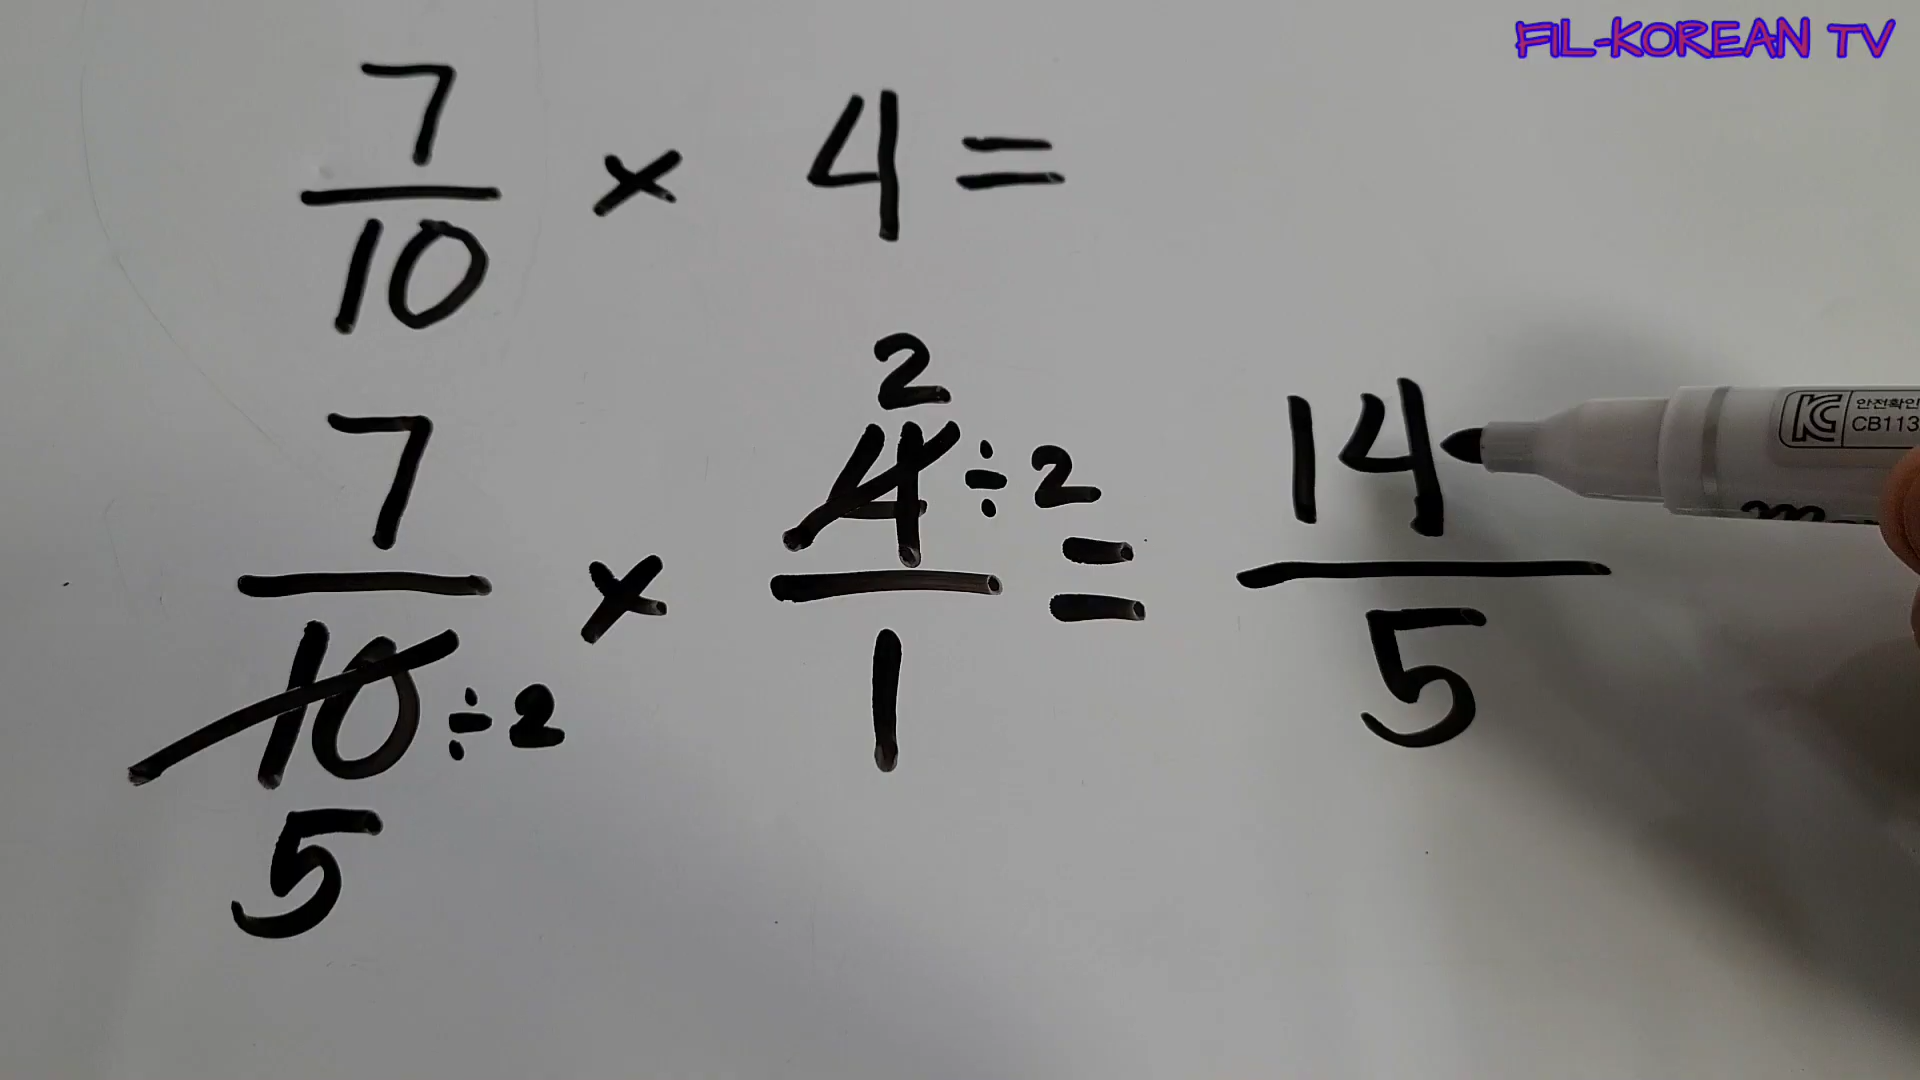 FIL-KOREAN TV
7/10 × 4 =
7/10 ÷2 5 × 2 4 ÷2 /1 = 14/5
안전확인
CB113